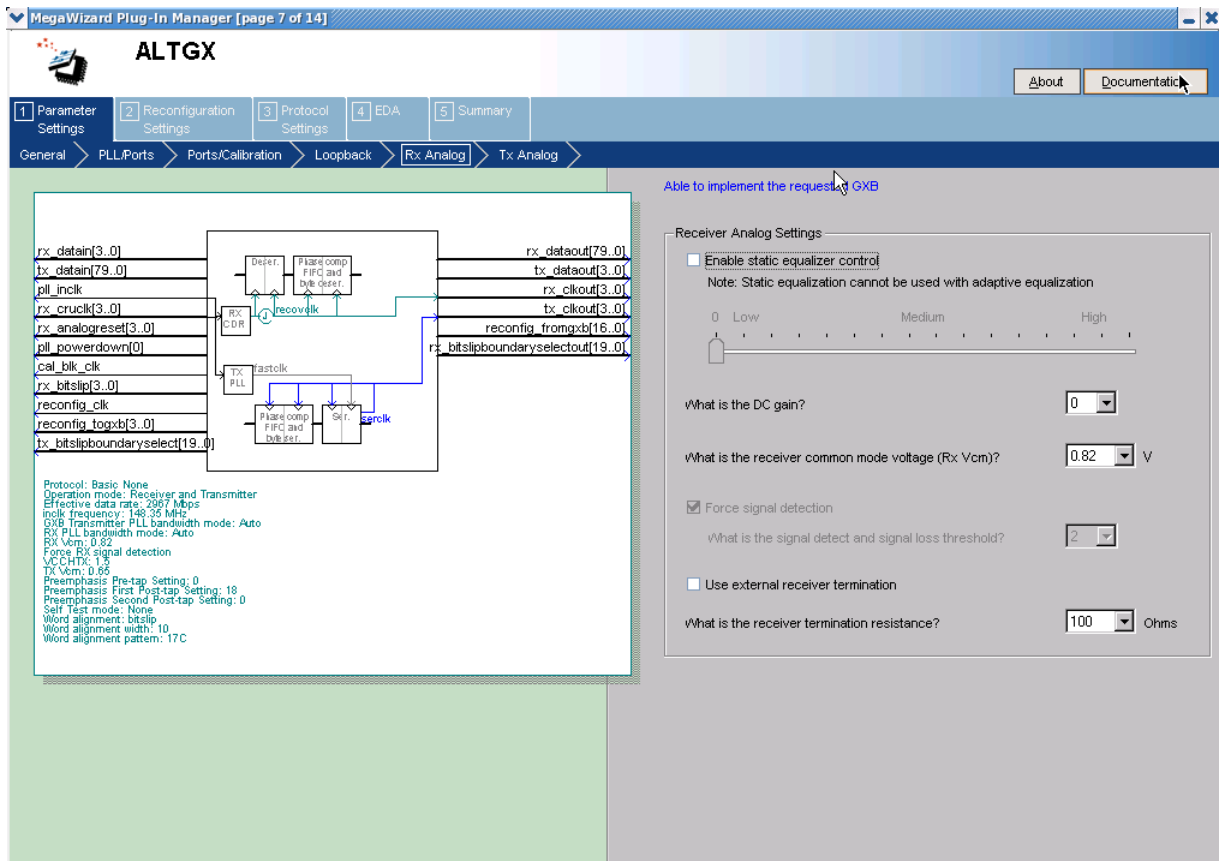 MegaWizard Plug-In Manager [page 7 of 14]
ALTGX
About
Documentatic
1 Parameter Settings
2 Reconfiguration Settings
3 Protocol Settings
4 EDA
5 Summary
General
PLL/Ports
Ports/Calibration
Loopback
Rx Analog
Tx Analog
rx_datain[3..0]
tx_datain[79..0]
pll_inclk
rx_cruclk[3..0]
rx_analogreset[3..0]
pll_powerdown[0]
cal_blk_clk
rx_bitslip[3..0]
reconfig_clk
reconfig_togxb[3..0]
tx_bitslipboundaryselect[19..0]
Deser.
Phase comp
FIFO and
byte deser.
RX
CDR
recovclk
TX
PLL
fastclk
Phase comp
FIFO and
byte ser.
Ser.
serclk
rx_dataout[79..0]
tx_dataout[3..0]
rx_clkout[3..0]
tx_clkout[3..0]
reconfig_fromgxb[16..0]
rx_bitslipboundaryselectout[19..0]
Protocol: Basic None
Operation mode: Receiver and Transmitter
Effective data rate: 2967 Mbps
inclk frequency: 148.35 MHz
GXB Transmitter PLL bandwidth mode: Auto
RX PLL bandwidth mode: Auto
RX Vcm: 0.82
Force RX signal detection
VCCHTX: 1.5
TX Vcm: 0.65
Preemphasis Pre-tap Setting: 0
Preemphasis First Post-tap Setting: 18
Preemphasis Second Post-tap Setting: 0
Self Test mode: None
Word alignment: bitslip
Word alignment width: 10
Word alignment pattern: 17C
Able to implement the requested GXB
Receiver Analog Settings
Enable static equalizer control
Note: Static equalization cannot be used with adaptive equalization
0 Low Medium High
What is the DC gain? 0
What is the receiver common mode voltage (Rx Vcm)? 0.82 V
Force signal detection
What is the signal detect and signal loss threshold? 2
Use external receiver termination
What is the receiver termination resistance? 100 Ohms